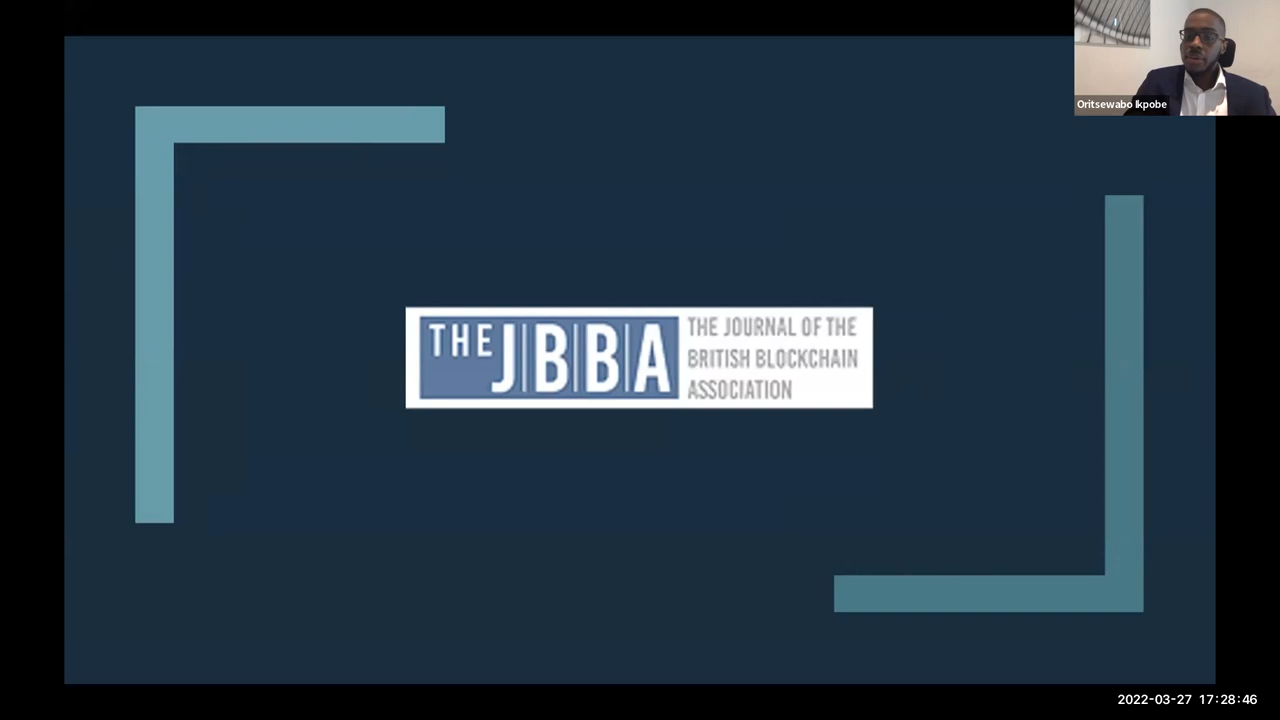 Oritsewabo Ikpobe
THE JBBA
THE JOURNAL OF THE
BRITISH BLOCKCHAIN
ASSOCIATION
2022-03-27 17:28:46